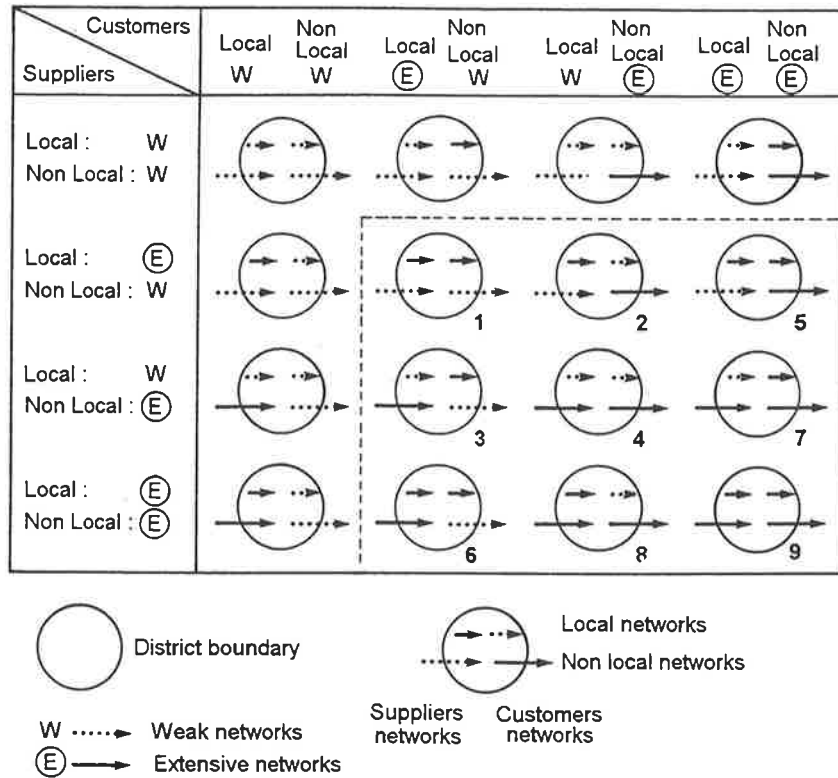 Customers
Suppliers
Local Non Local
W W
Local Non Local
Ⓔ W
Local Non Local
W Ⓔ
Local Non Local
Ⓔ Ⓔ
Local : W
Non Local : W
Local : Ⓔ
Non Local : W
1 2 5
Local : W
Non Local : Ⓔ
3 4 7
Local : Ⓔ
Non Local : Ⓔ
6 8 9
District boundary
Local networks
Non local networks
Suppliers networks
Customers networks
W Weak networks
Ⓔ Extensive networks